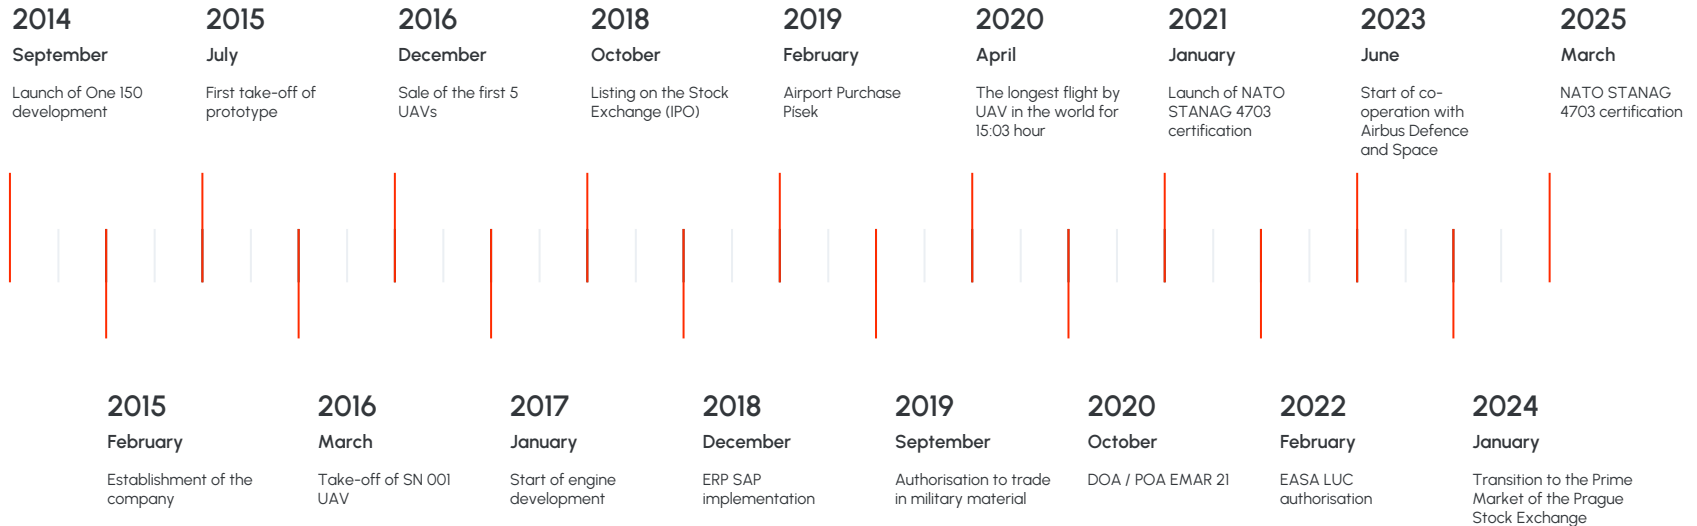 2014
September
Launch of One 150
development
2015
July
First take-off of
prototype
2016
December
Sale of the first 5
UAVs
2018
October
Listing on the Stock
Exchange (IPO)
2019
February
Airport Purchase
Písek
2020
April
The longest flight by
UAV in the world for
15:03 hour
2021
January
Launch of NATO
STANAG 4703
certification
2023
June
Start of co-
operation with
Airbus Defence
and Space
2025
March
NATO STANAG
4703 certification
2015
February
Establishment of the
company
2016
March
Take-off of SN 001
UAV
2017
January
Start of engine
development
2018
December
ERP SAP
implementation
2019
September
Authorisation to trade
in military material
2020
October
DOA / POA EMAR 21
2022
February
EASA LUC
authorisation
2024
January
Transition to the Prime
Market of the Prague
Stock Exchange